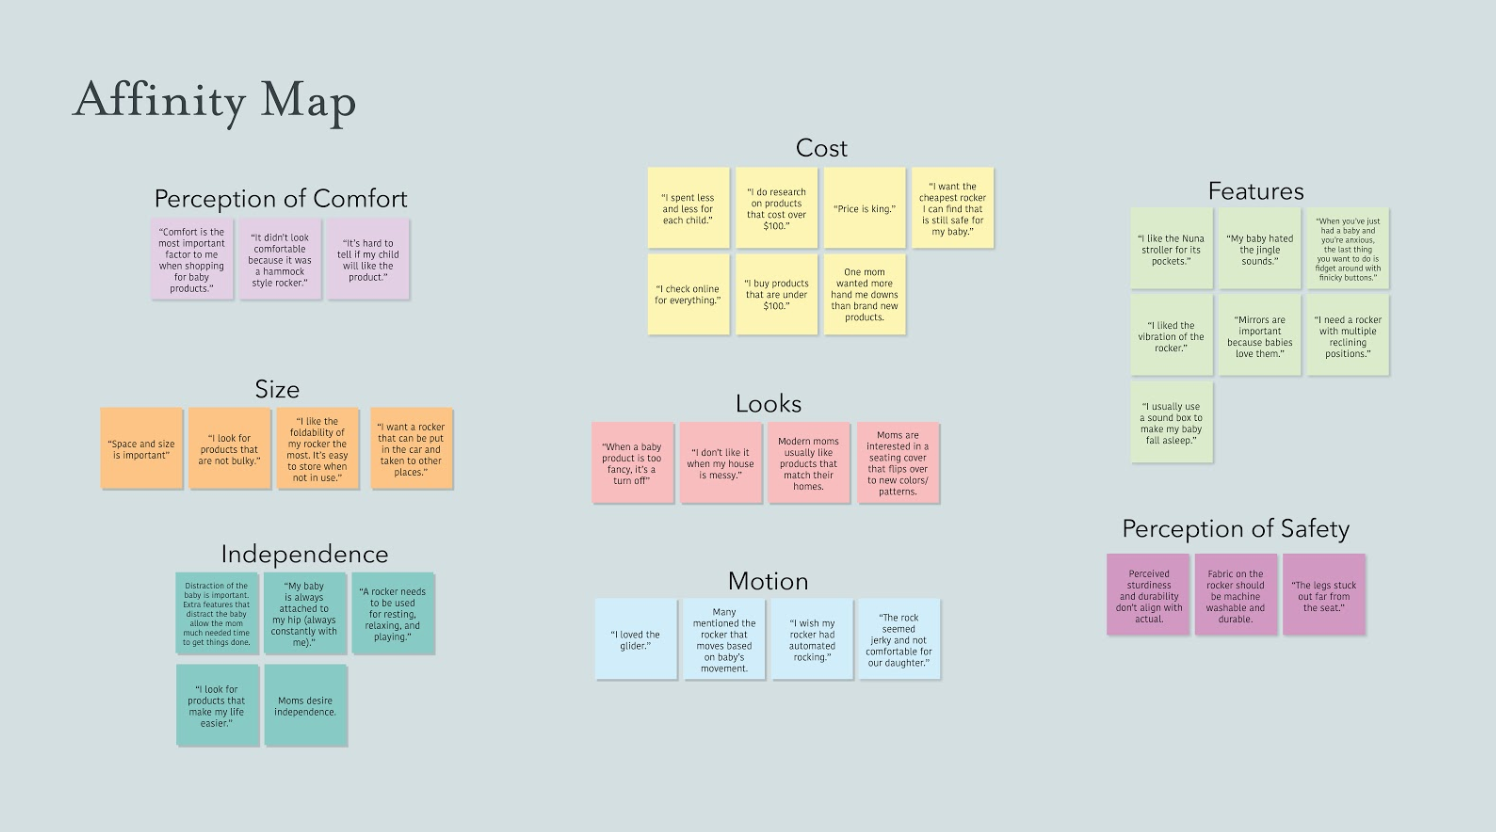 Affinity Map
Perception of Comfort
“Comfort is the
most important
factor to me
when shopping
for baby
products.”
“It didn’t look
comfortable
because it was
a hammock
style rocker.”
“It’s hard to
tell if my child
will like the
product.”
Size
“Space and size
is important”
“I look for
products that
are not bulky.”
“I like the
foldability of
my rocker the
most. It’s easy
to store when
not in use.”
“I want a rocker
that can be put
in the car and
taken to other
places.”
Independence
Distraction of the
baby is important.
Extra features that
distract the baby
allow the mom
much needed time
to get things done.
“My baby
is always
attached to
my hip (always
constantly with
me).”
“A rocker needs
to be used
for resting,
relaxing, and
playing.”
“I look for
products that
make my life
easier.”
Moms desire
independence.
Cost
“I spent less
and less for
each child.”
“I do research
on products
that cost over
$100.”
“Price is king.”
“I want the
cheapest rocker
I can find that
is still safe for
my baby.”
“I check online
for everything.”
“I buy products
that are under
$100.”
One mom
wanted more
hand me downs
than brand new
products.
Looks
“When a baby
product is too
fancy, it’s a
turn off”
“I don’t like it
when my house
is messy.”
Modern moms
usually like
products that
match their
homes.
Moms are
interested in a
seating cover
that flips over
to new colors/
patterns.
Motion
“I loved the
glider.”
Many
mentioned the
rocker that
moves based
on baby’s
movement.
“I wish my
rocker had
automated
rocking.”
“The rock
seemed
jerky and not
comfortable for
our daughter.”
Features
“I like the Nuna
stroller for its
pockets.”
“My baby hated
the jingle
sounds.”
“When you’ve just
had a baby and
you’re anxious,
the last thing
you want to do is
fidget around with
finicky buttons.”
“I liked the
vibration of the
rocker.”
“Mirrors are
important
because babies
love them.”
“I need a rocker
with multiple
reclining
positions.”
“I usually use
a sound box to
make my baby
fall asleep.”
Perception of Safety
Perceived
sturdiness
and durability
don’t align with
actual.
Fabric on the
rocker should
be machine
washable and
durable.
“The legs stuck
out far from
the seat.”